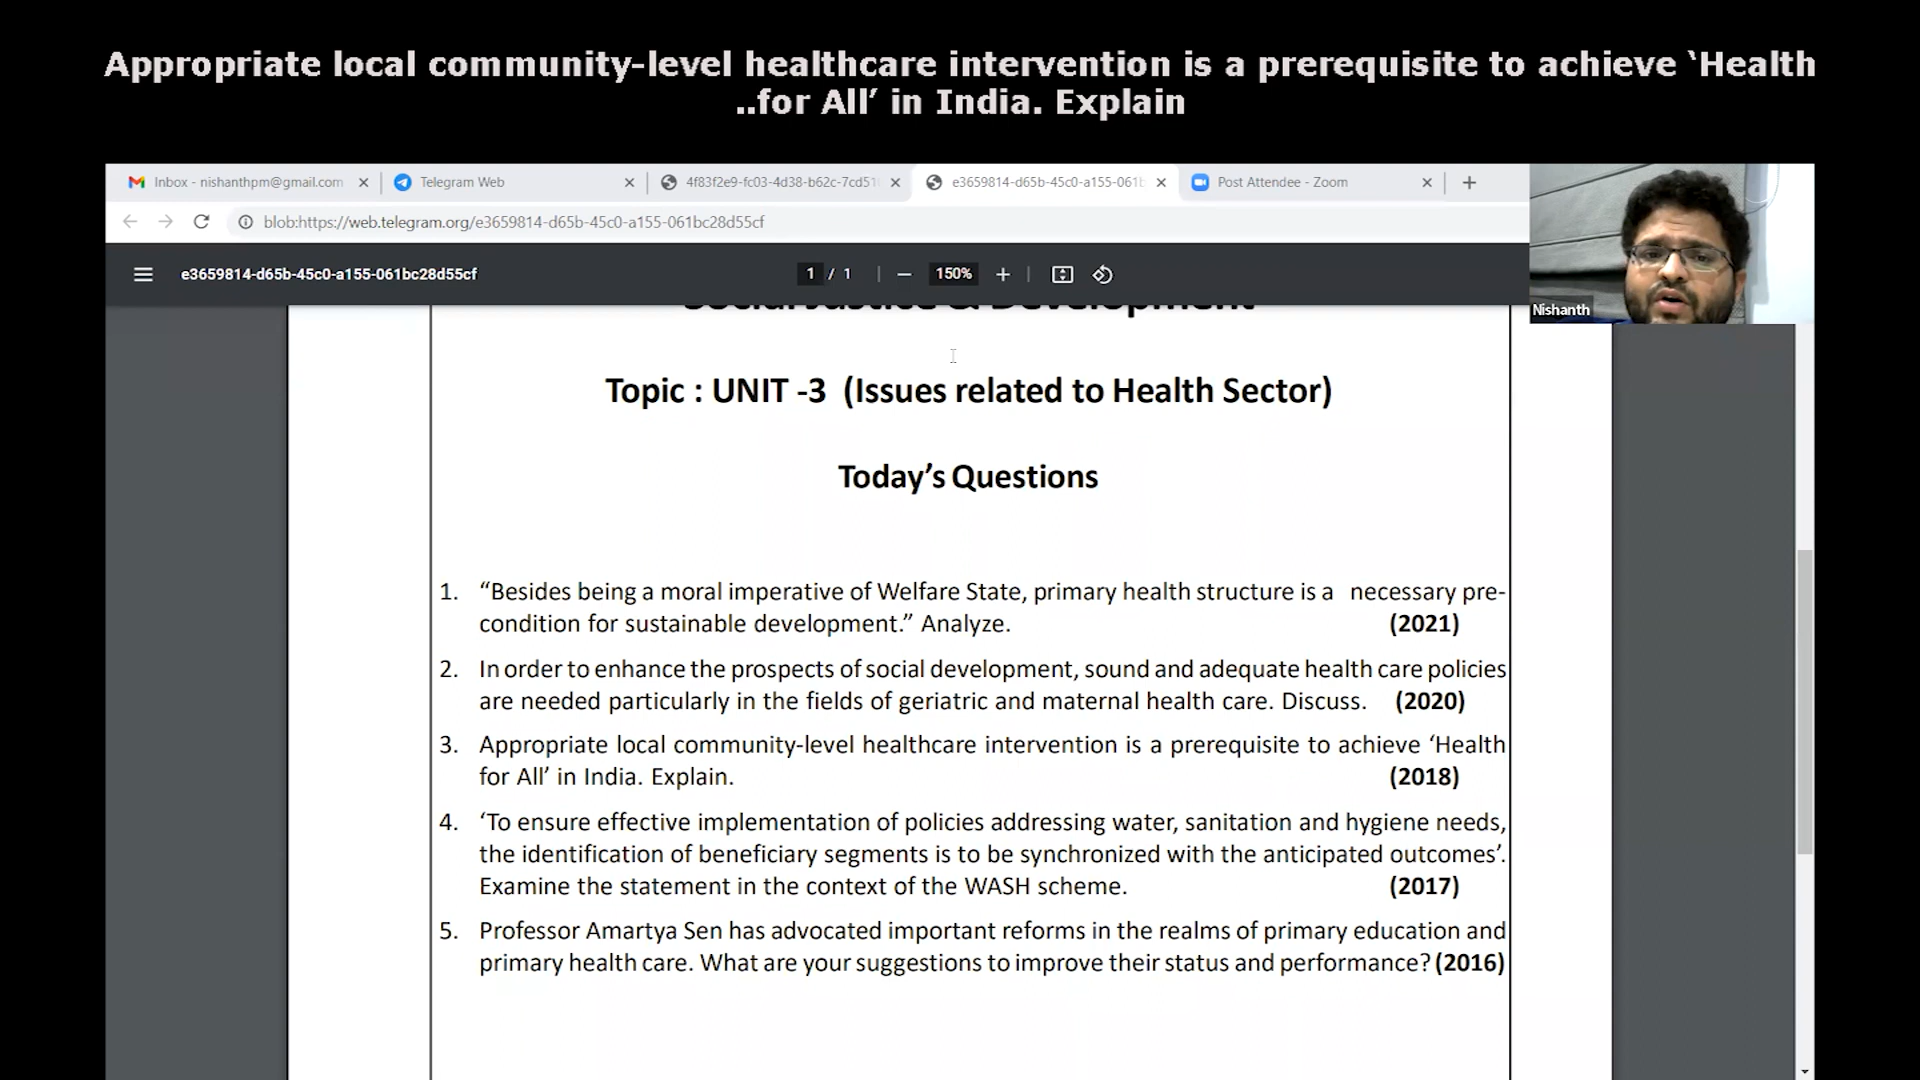 Appropriate local community-level healthcare intervention is a prerequisite to achieve ‘Health
..for All’ in India. Explain
Inbox - nishanthpm@gmail.com
Telegram Web
4f83f2e9-fc03-4d38-b62c-7cd51
e3659814-d65b-45c0-a155-061b
Post Attendee - Zoom
blob:https://web.telegram.org/e3659814-d65b-45c0-a155-061bc28d55cf
e3659814-d65b-45c0-a155-061bc28d55cf
1 / 1
150%
Nishanth
Social Justice & Development
Topic : UNIT -3 (Issues related to Health Sector)
Today’s Questions
1. “Besides being a moral imperative of Welfare State, primary health structure is a necessary pre-
condition for sustainable development.” Analyze. (2021)
2. In order to enhance the prospects of social development, sound and adequate health care policies
are needed particularly in the fields of geriatric and maternal health care. Discuss. (2020)
3. Appropriate local community-level healthcare intervention is a prerequisite to achieve ‘Health
for All’ in India. Explain. (2018)
4. ‘To ensure effective implementation of policies addressing water, sanitation and hygiene needs,
the identification of beneficiary segments is to be synchronized with the anticipated outcomes’.
Examine the statement in the context of the WASH scheme. (2017)
5. Professor Amartya Sen has advocated important reforms in the realms of primary education and
primary health care. What are your suggestions to improve their status and performance? (2016)